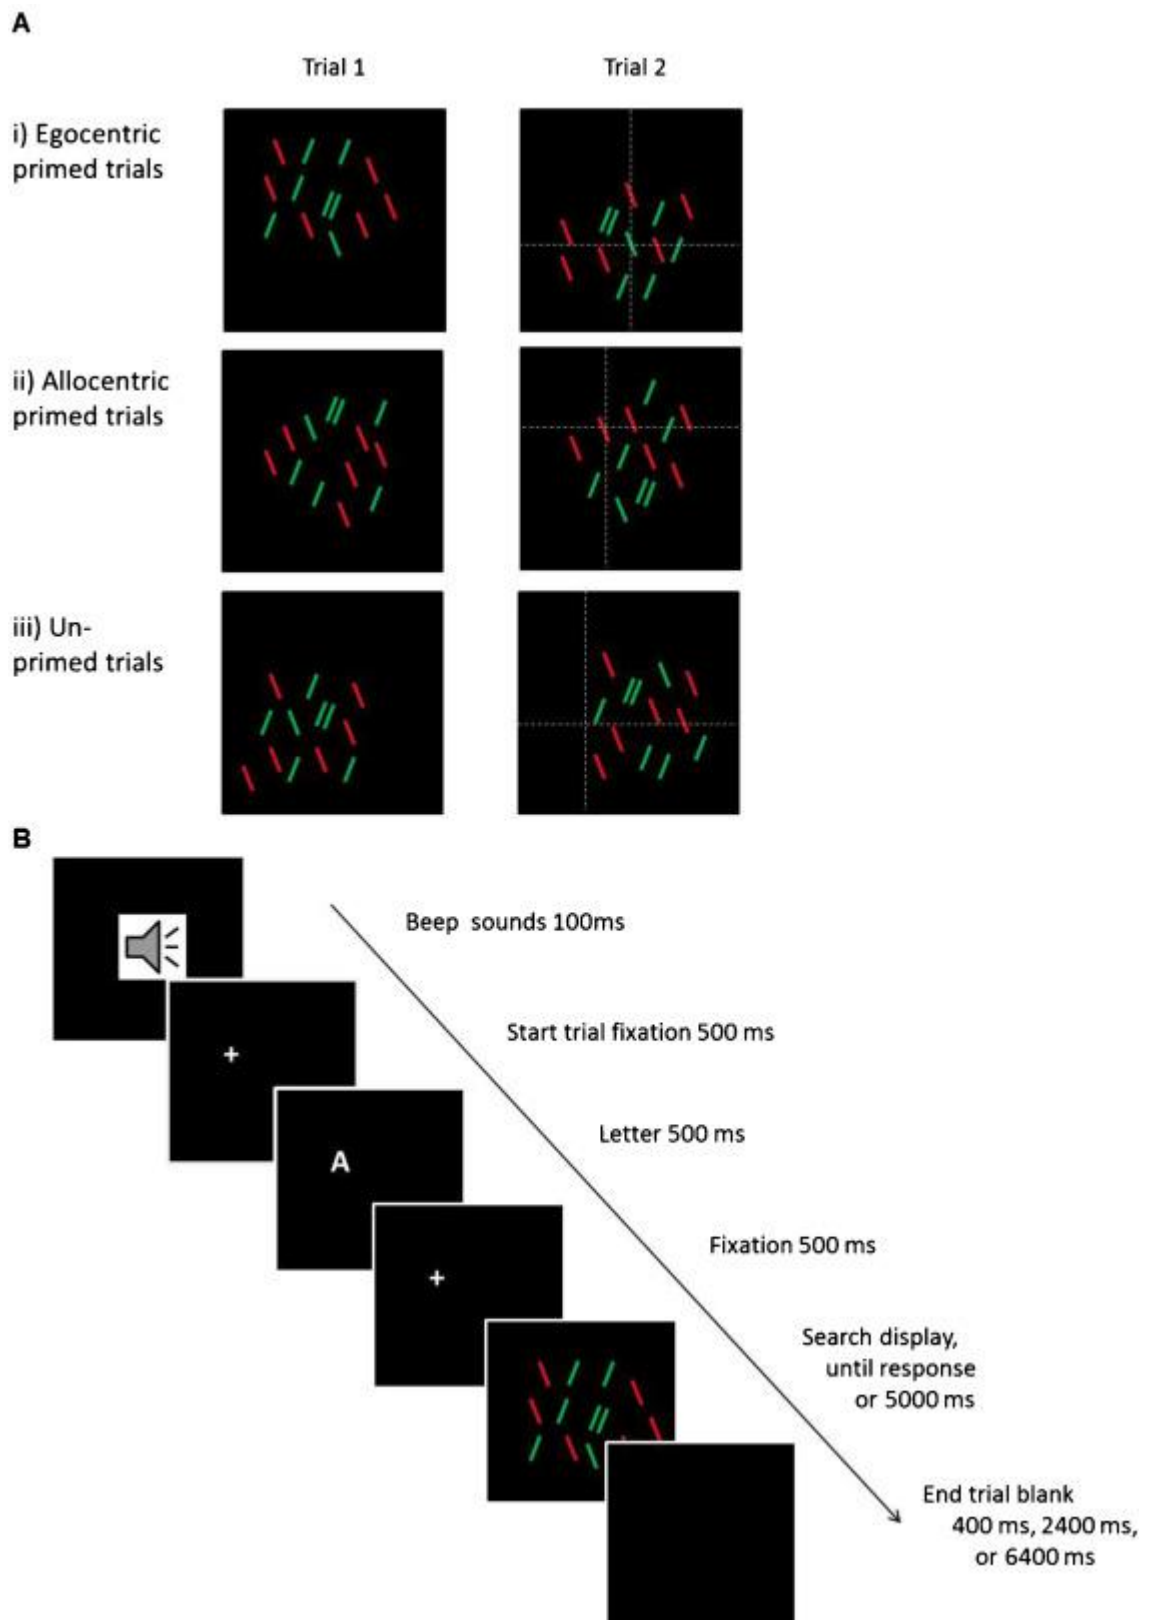 A
Trial 1
Trial 2
i) Egocentric
primed trials
ii) Allocentric
primed trials
iii) Un-
primed trials
B
Beep sounds 100ms
+
Start trial fixation 500 ms
A
Letter 500 ms
+
Fixation 500 ms
Search display,
until response
or 5000 ms
End trial blank
400 ms, 2400 ms,
or 6400 ms